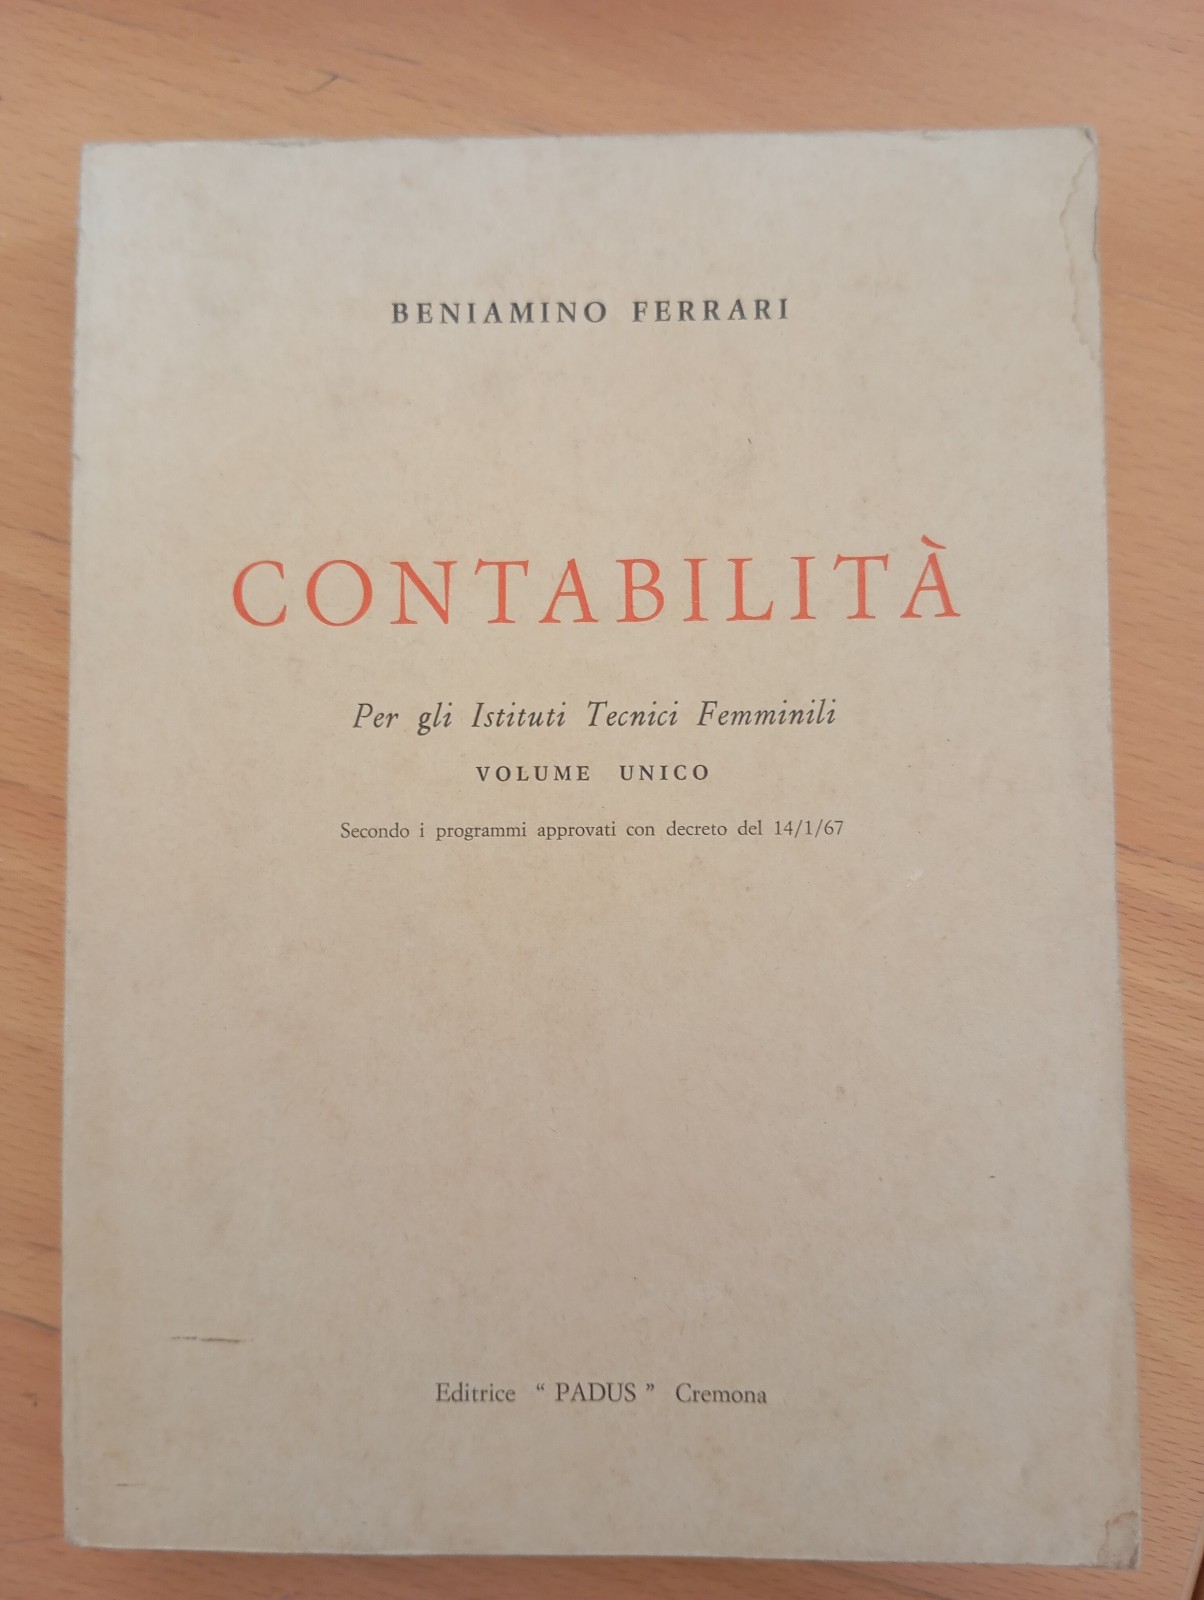 BENIAMINO FERRARI
CONTABILITÀ
Per gli Istituti Tecnici Femminili
VOLUME UNICO
Secondo i programmi approvati con decreto del 14/1/67
Editrice “ PADUS ” Cremona